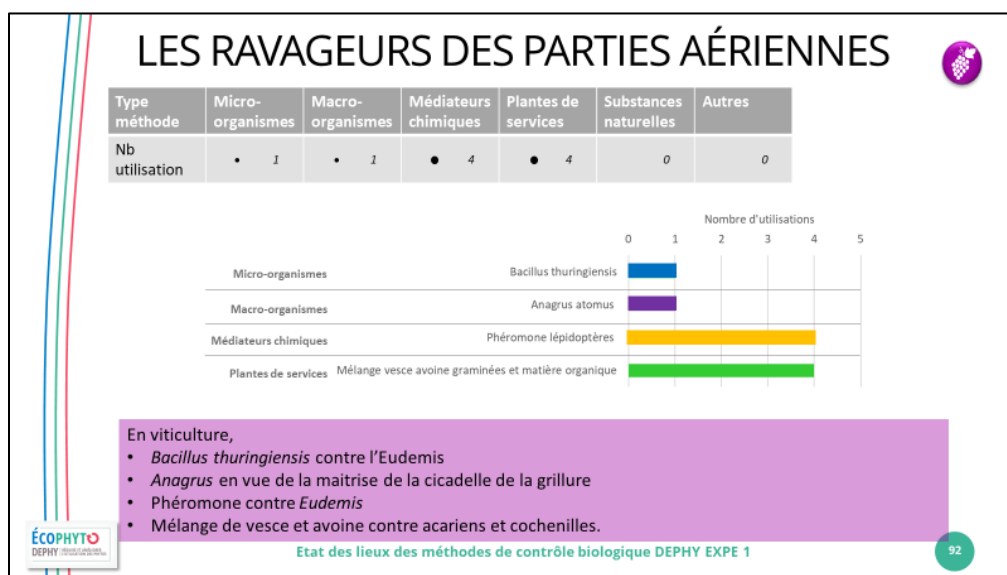 LES RAVAGEURS DES PARTIES AÉRIENNES
Type méthode Micro-organismes Macro-organismes Médiateurs chimiques Plantes de services Substances naturelles Autres
Nb utilisation • 1 • 1 • 4 • 4 0 0
Nombre d'utilisations
0 1 2 3 4 5
Micro-organismes Bacillus thuringiensis
Macro-organismes Anagrus atomus
Médiateurs chimiques Phéromone lépidoptères
Plantes de services Mélange vesce avoine graminées et matière organique
En viticulture,
• Bacillus thuringiensis contre l'Eudemis
• Anagrus en vue de la maitrise de la cicadelle de la grillure
• Phéromone contre Eudemis
• Mélange de vesce et avoine contre acariens et cochenilles.
ÉCOPHYTO
DEPHY
Etat des lieux des méthodes de contrôle biologique DEPHY EXPE 1
92